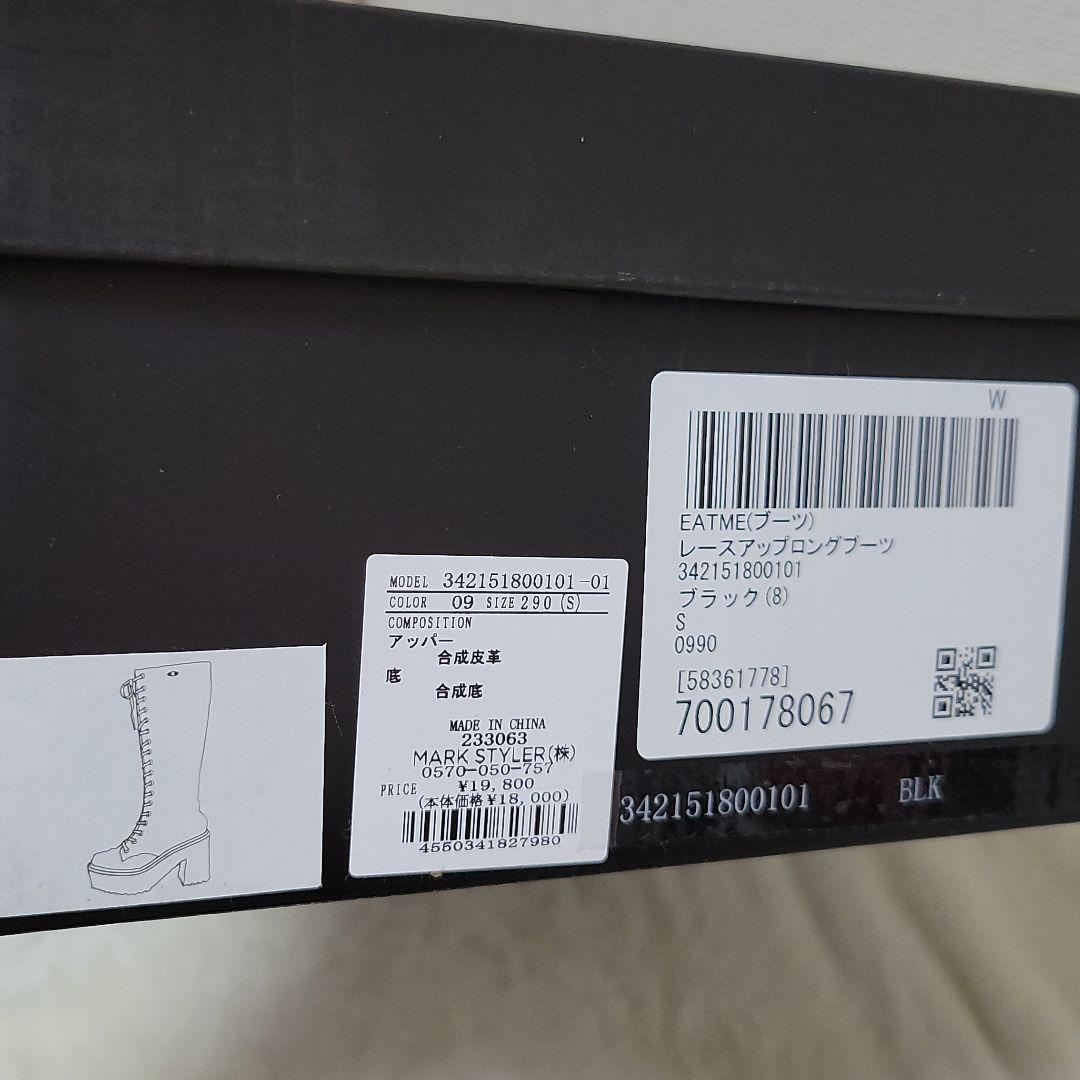 W
EATME(ブーツ)
レースアップロングブーツ
342151800101
ブラック(8)
S
0990
[58361778]
700178067
MODEL 342151800101-01
COLOR 09 SIZE 290 (S)
COMPOSITION
アッパー
合成皮革
底
合成底
MADE IN CHINA
233063
MARK STYLER(株)
0570-050-757
PRICE ¥19,800
(本体価格¥18,000)
4550341827980
342151800101 BLK